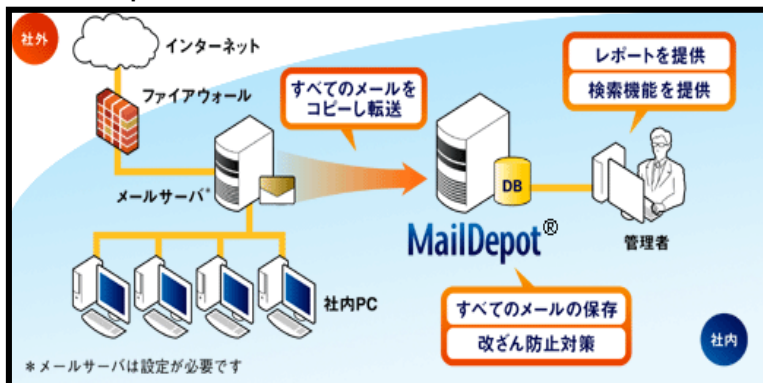 社外
インターネット
ファイアウォール
メールサーバ*
すべてのメールを
コピーし転送
レポートを提供
検索機能を提供
DB
MailDepot®
管理者
社内PC
すべてのメールの保存
改ざん防止対策
社内
*メールサーバは設定が必要です